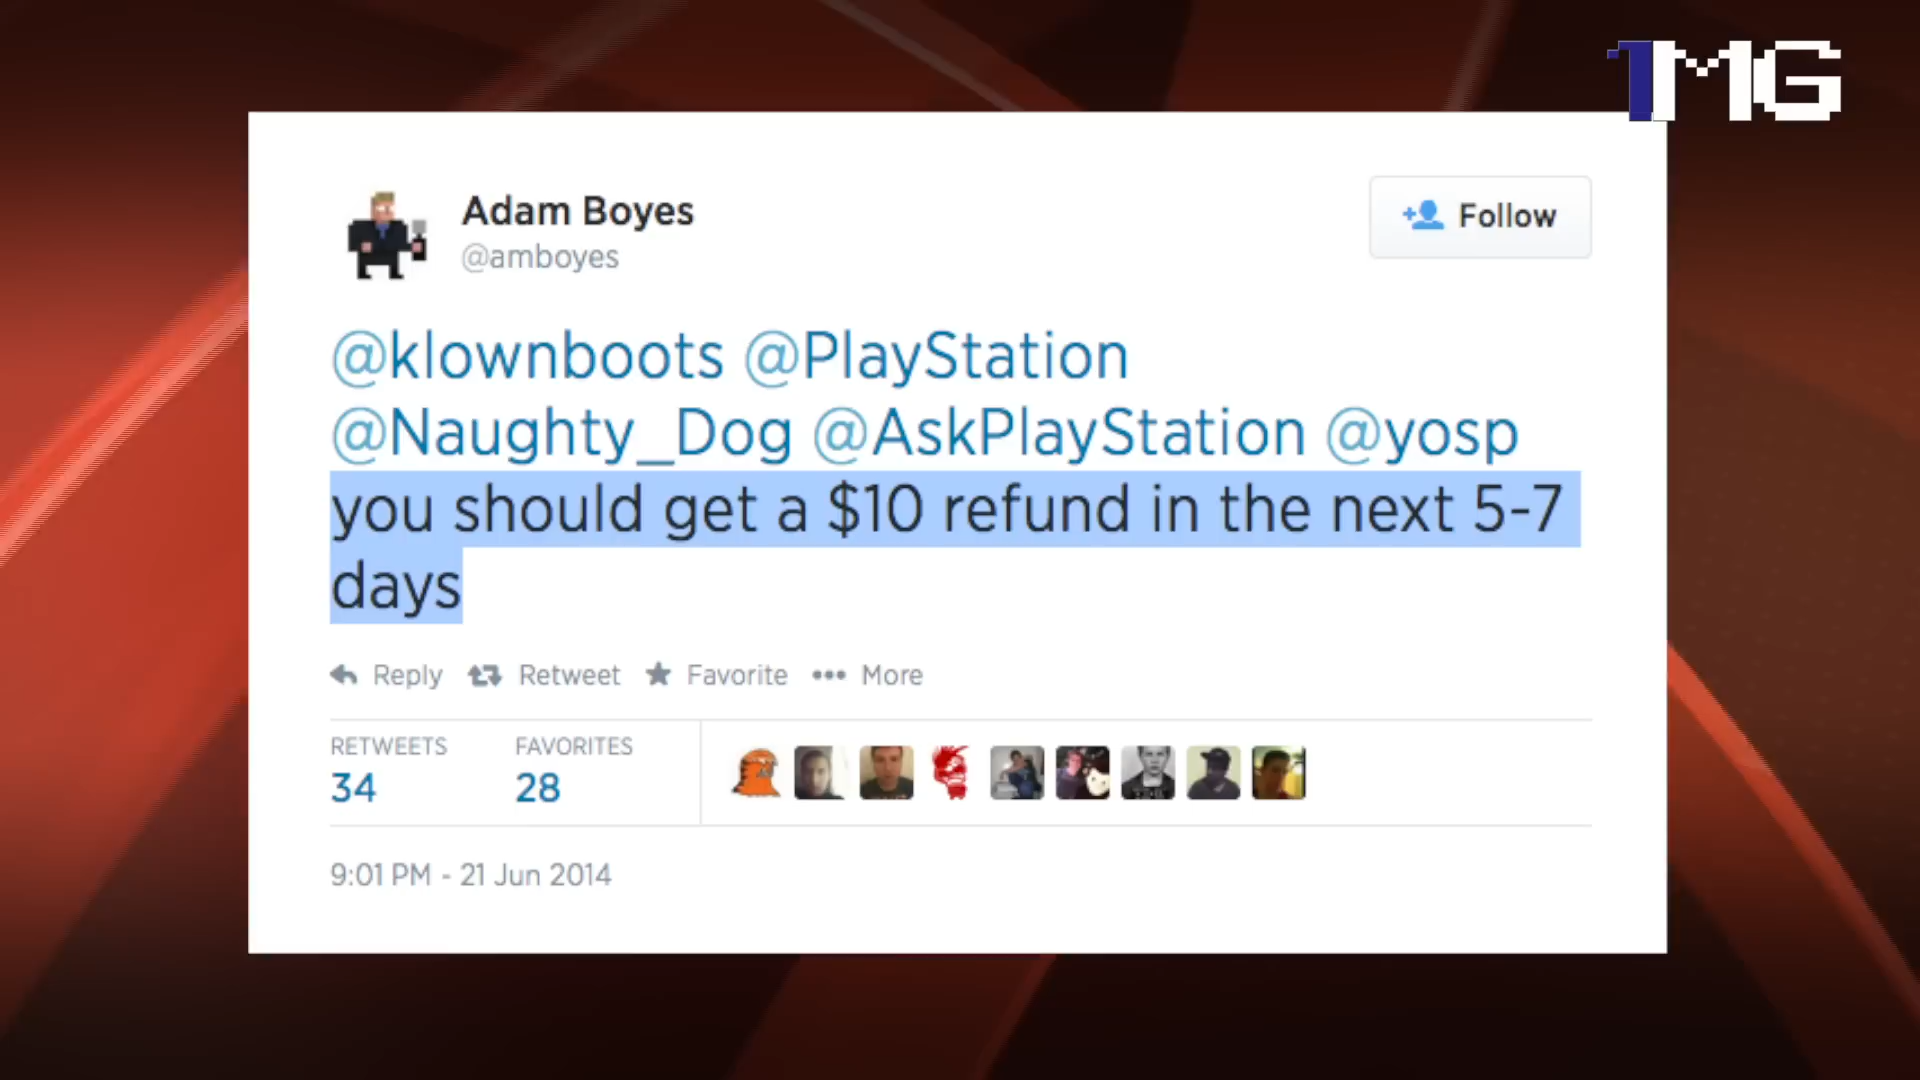 1MG
Adam Boyes
@amboyes
Follow
@klownboots @PlayStation
@Naughty_Dog @AskPlayStation @yosp
you should get a $10 refund in the next 5-7
days
Reply Retweet Favorite More
RETWEETS FAVORITES
34 28
9:01 PM - 21 Jun 2014